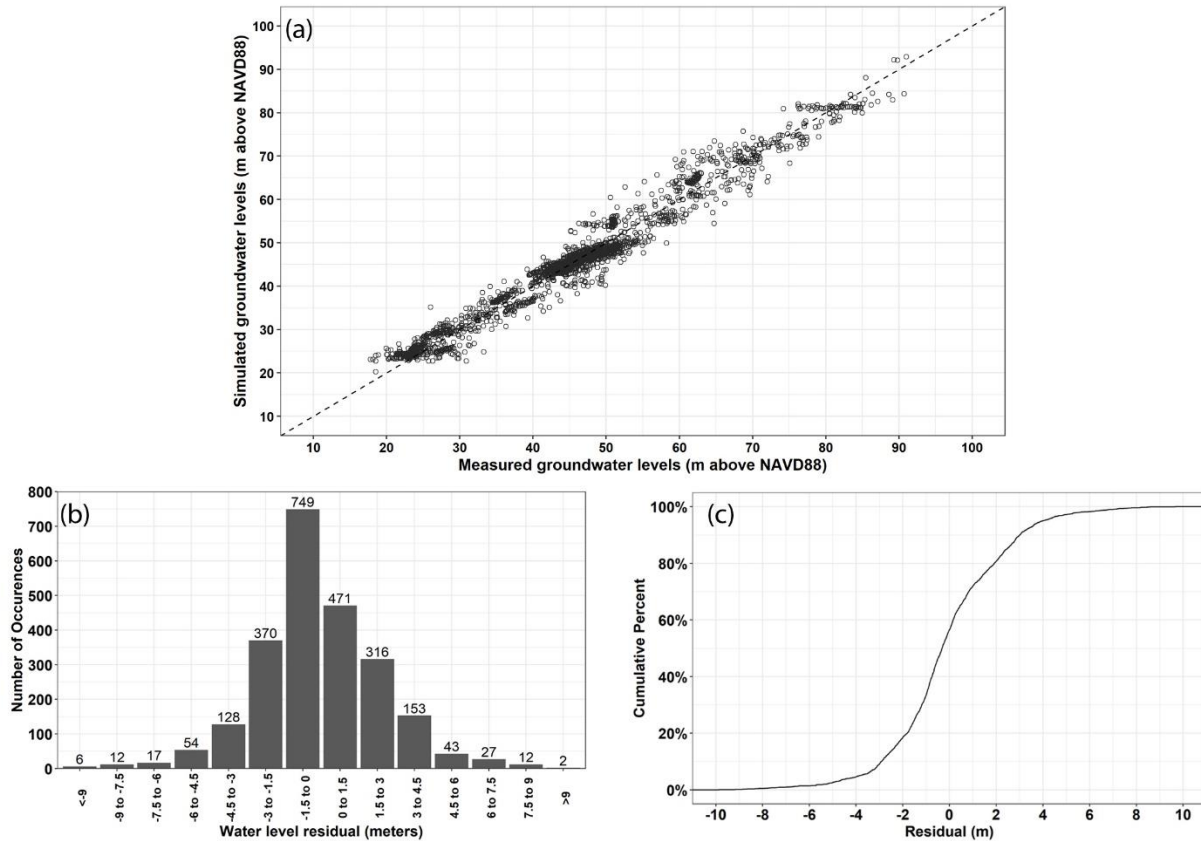 (a)
Simulated groundwater levels (m above NAVD88)
100
90
80
70
60
50
40
30
20
10
10 20 30 40 50 60 70 80 90 100
Measured groundwater levels (m above NAVD88)
(b)
Number of Occurences
800
700
600
500
400
300
200
100
0
6 12 17 54 128 370 749 471 316 153 43 27 12 2
<-9
-9 to -7.5
-7.5 to -6
-6 to -4.5
-4.5 to -3
-3 to -1.5
-1.5 to 0
0 to 1.5
1.5 to 3
3 to 4.5
4.5 to 6
6 to 7.5
7.5 to 9
>9
Water level residual (meters)
(c)
Cumulative Percent
100%
80%
60%
40%
20%
0%
-10 -8 -6 -4 -2 0 2 4 6 8 10
Residual (m)